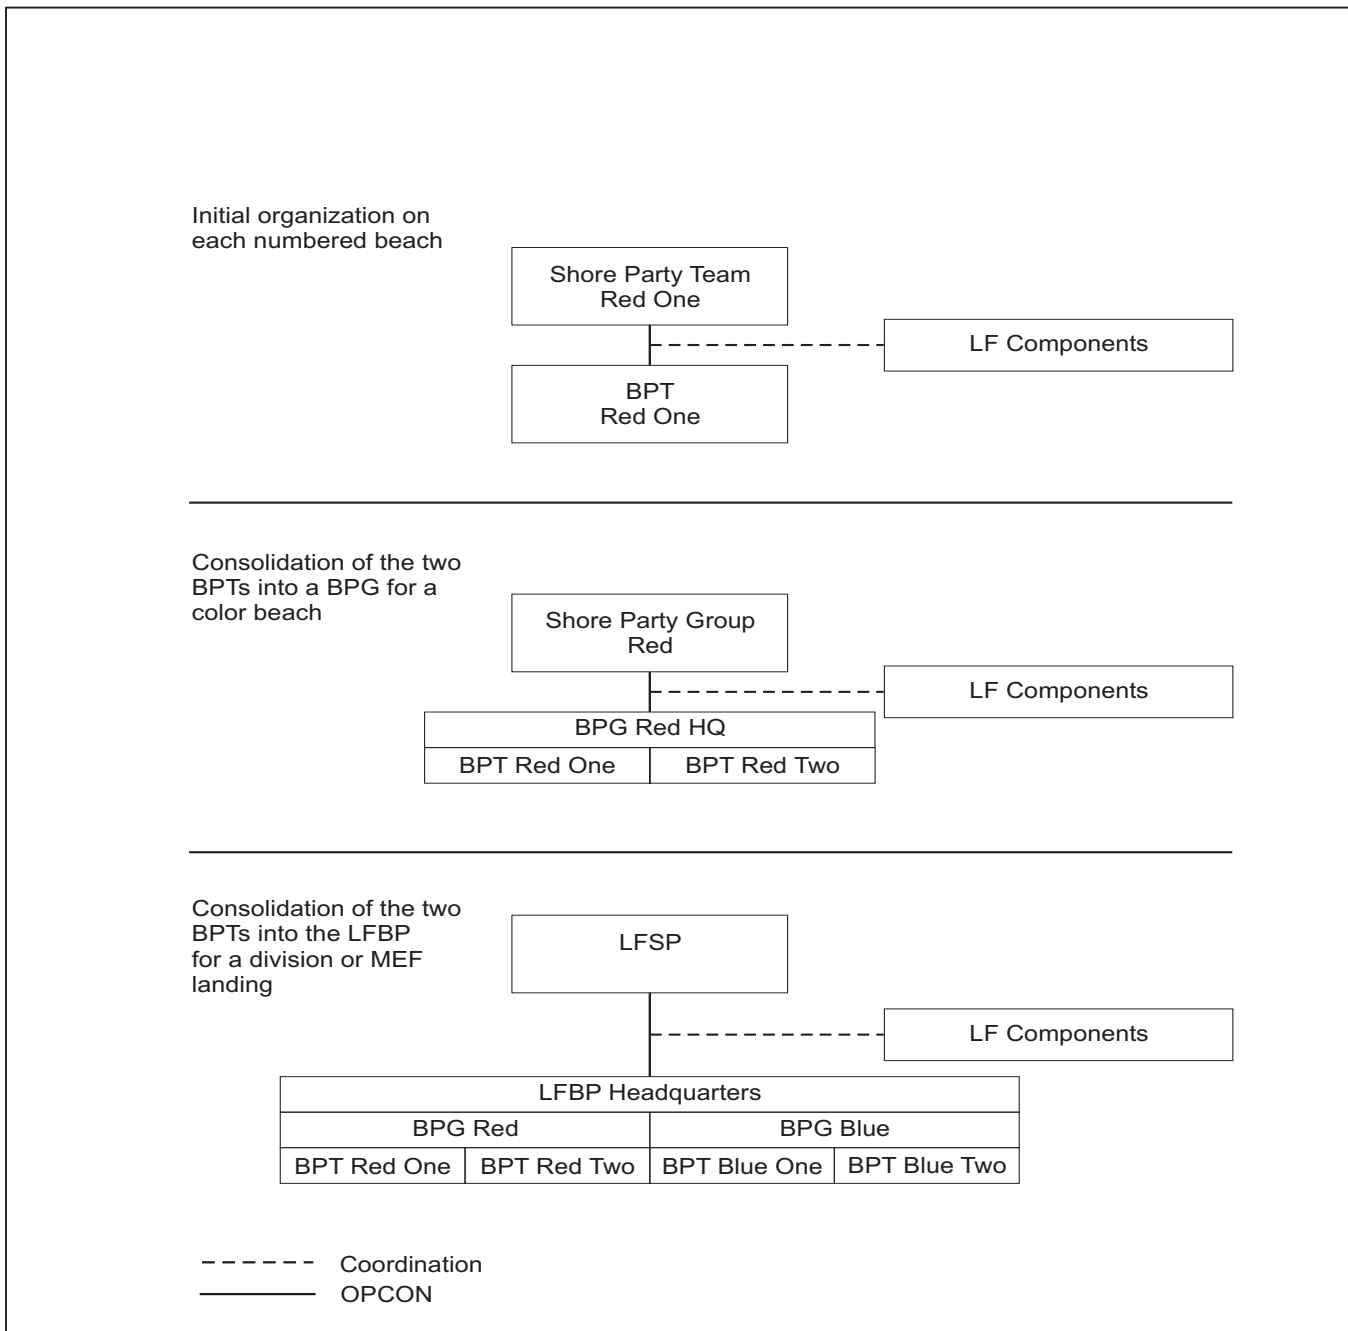 Initial organization on
each numbered beach
Shore Party Team
Red One
LF Components
BPT
Red One
Consolidation of the two
BPTs into a BPG for a
color beach
Shore Party Group
Red
LF Components
BPG Red HQ
BPT Red One
BPT Red Two
Consolidation of the two
BPTs into the LFBP
for a division or MEF
landing
LFSP
LF Components
LFBP Headquarters
BPG Red
BPG Blue
BPT Red One
BPT Red Two
BPT Blue One
BPT Blue Two
Coordination
OPCON